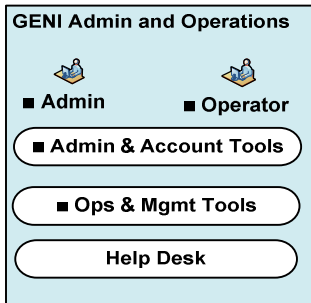 GENI Admin and Operations
■ Admin ■ Operator
■ Admin & Account Tools
■ Ops & Mgmt Tools
Help Desk